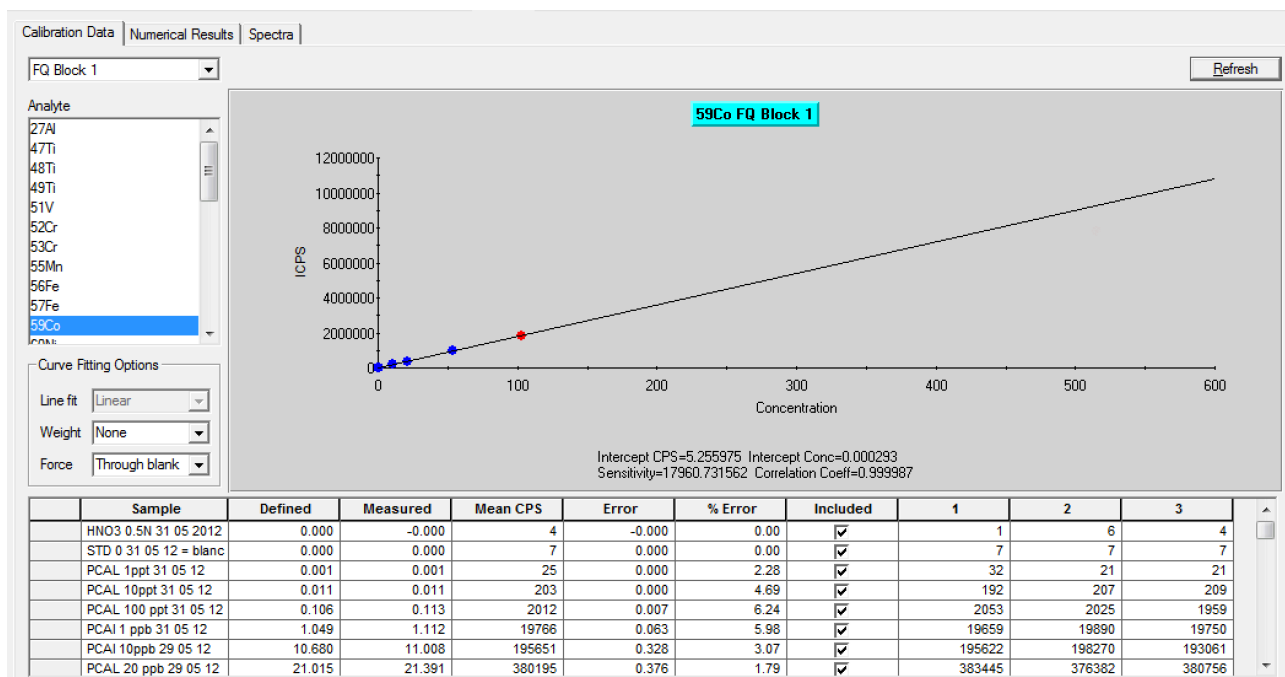 Calibration Data Numerical Results Spectra
FQ Block 1 Refresh
Analyte
27Al
47Ti
48Ti
49Ti
51V
52Cr
53Cr
55Mn
56Fe
57Fe
59Co
Curve Fitting Options
Line fit Linear
Weight None
Force Through blank
59Co FQ Block 1
12000000
10000000
8000000
6000000
4000000
2000000
0
ICPS
0 100 200 300 400 500 600
Concentration
Intercept CPS=5.255975 Intercept Conc=0.000293
Sensitivity=17960.731562 Correlation Coeff=0.999987
Sample Defined Measured Mean CPS Error % Error Included 1 2 3
HNO3 0.5N 31 05 2012 0.000 -0.000 4 -0.000 0.00 1 6 4
STD 0 31 05 12 = blanc 0.000 0.000 7 0.000 0.00 7 7 7
PCAL 1ppt 31 05 12 0.001 0.001 25 0.000 2.28 32 21 21
PCAL 10ppt 31 05 12 0.011 0.011 203 0.000 4.69 192 207 209
PCAL 100 ppt 31 05 12 0.106 0.113 2012 0.007 6.24 2053 2025 1959
PCAl 1 ppb 31 05 12 1.049 1.112 19766 0.063 5.98 19659 19890 19750
PCAl 10ppb 29 05 12 10.680 11.008 195651 0.328 3.07 195622 198270 193061
PCAL 20 ppb 29 05 12 21.015 21.391 380195 0.376 1.79 383445 376382 380756